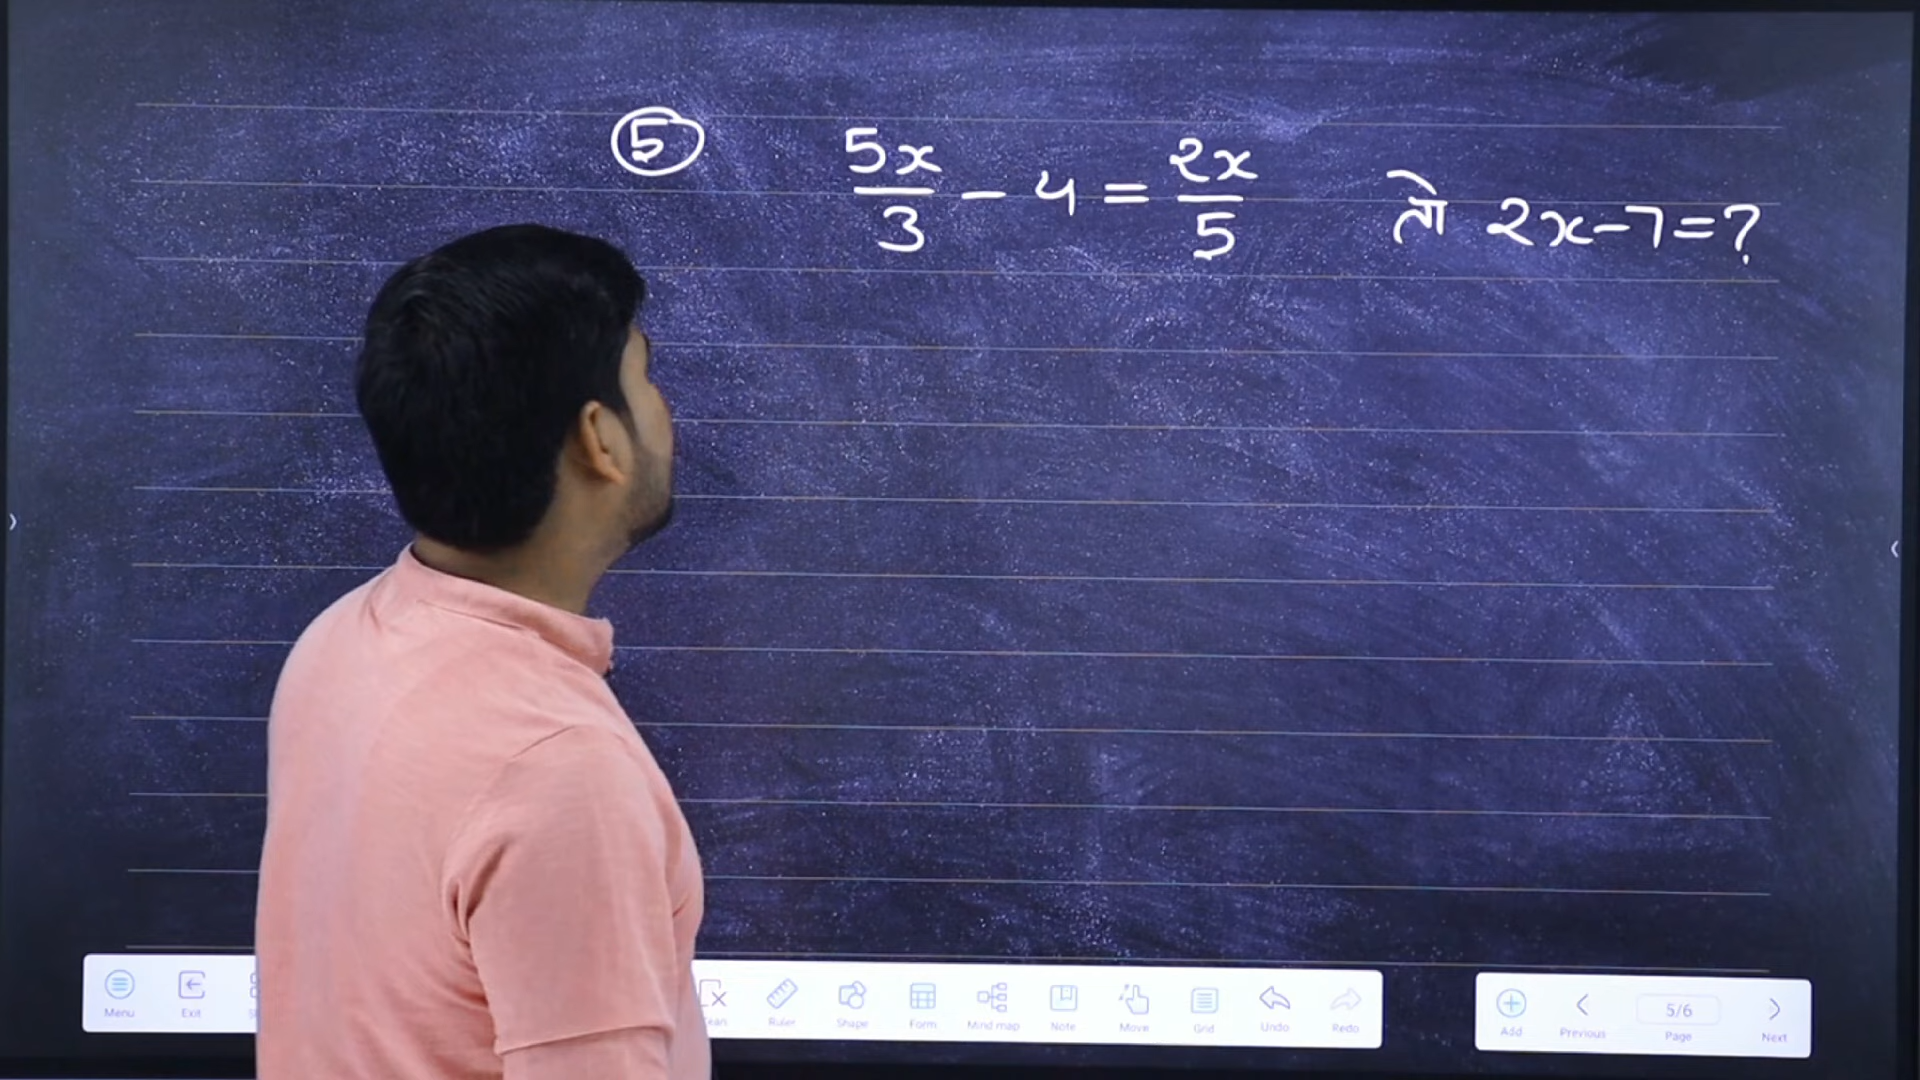 5 5x/3 - 4 = 2x/5 तो 2x-7=?
Menu Exit Ruler Shape Form Mind map Note Move Grid Undo Redo Add Previous 5/6 Page Next